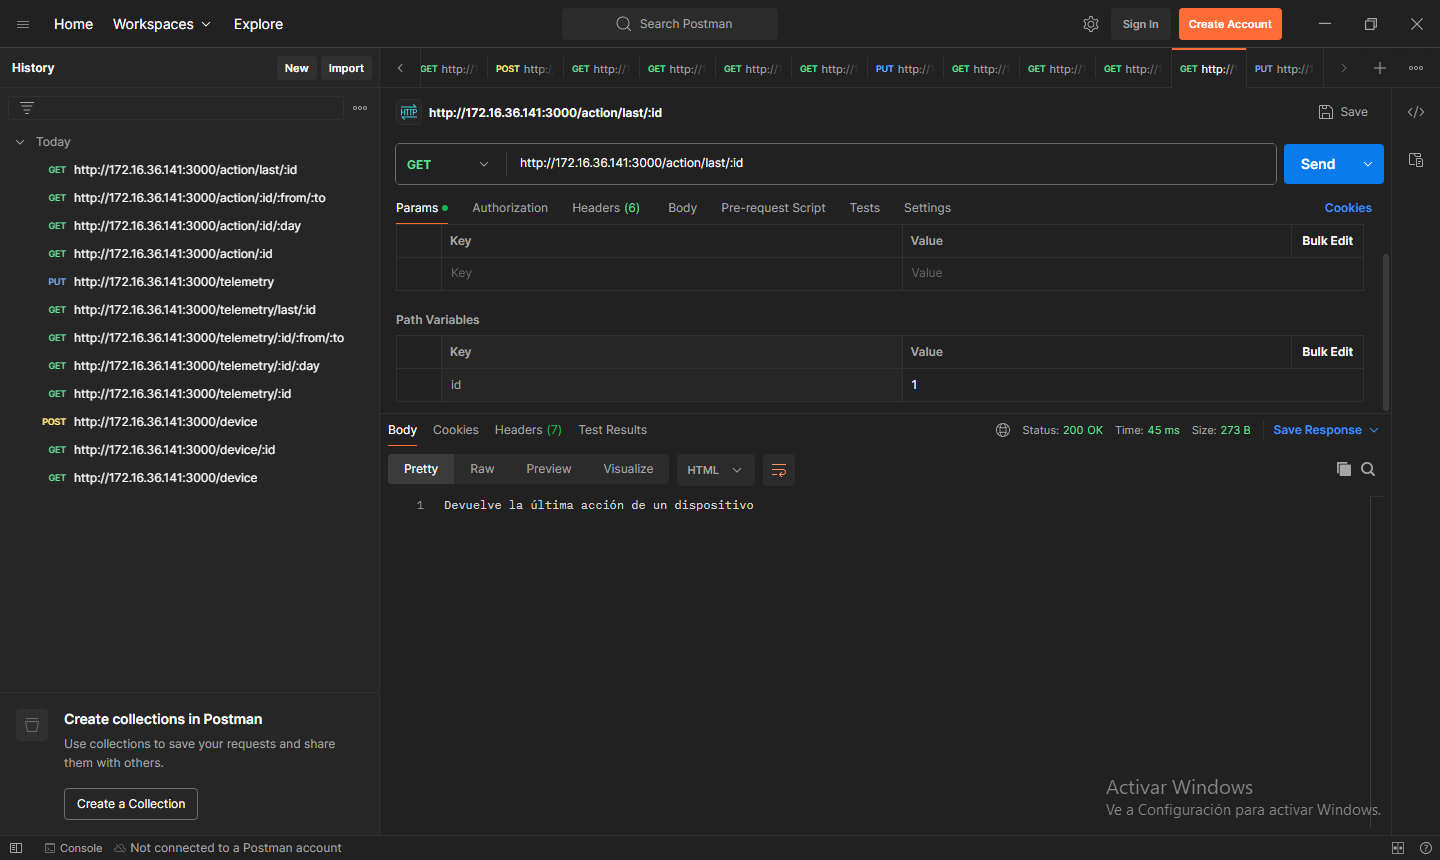 Home Workspaces Explore Search Postman Sign In Create Account
History New Import
GET http:// POST http:/ GET http:// GET http:// GET http:// GET http:// PUT http:// GET http:// GET http:// GET http:// GET http:// PUT http://
HTTP http://172.16.36.141:3000/action/last/:id Save
GET http://172.16.36.141:3000/action/last/:id Send
Params Authorization Headers (6) Body Pre-request Script Tests Settings Cookies
Key Value Bulk Edit
Key Value
Path Variables
Key Value Bulk Edit
id 1
Today
GET http://172.16.36.141:3000/action/last/:id
GET http://172.16.36.141:3000/action/:id/:from/:to
GET http://172.16.36.141:3000/action/:id/:day
GET http://172.16.36.141:3000/action/:id
PUT http://172.16.36.141:3000/telemetry
GET http://172.16.36.141:3000/telemetry/last/:id
GET http://172.16.36.141:3000/telemetry/:id/:from/:to
GET http://172.16.36.141:3000/telemetry/:id/:day
GET http://172.16.36.141:3000/telemetry/:id
POST http://172.16.36.141:3000/device
GET http://172.16.36.141:3000/device/:id
GET http://172.16.36.141:3000/device
Body Cookies Headers (7) Test Results Status: 200 OK Time: 45 ms Size: 273 B Save Response
Pretty Raw Preview Visualize HTML
1 Devuelve la última acción de un dispositivo
Create collections in Postman
Use collections to save your requests and share
them with others.
Create a Collection
Activar Windows
Ve a Configuración para activar Windows.
Console Not connected to a Postman account